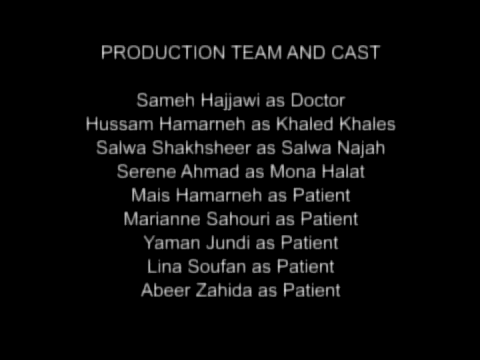 PRODUCTION TEAM AND CAST
Sameh Hajjawi as Doctor
Hussam Hamarneh as Khaled Khales
Salwa Shakhsheer as Salwa Najah
Serene Ahmad as Mona Halat
Mais Hamarneh as Patient
Marianne Sahouri as Patient
Yaman Jundi as Patient
Lina Soufan as Patient
Abeer Zahida as Patient